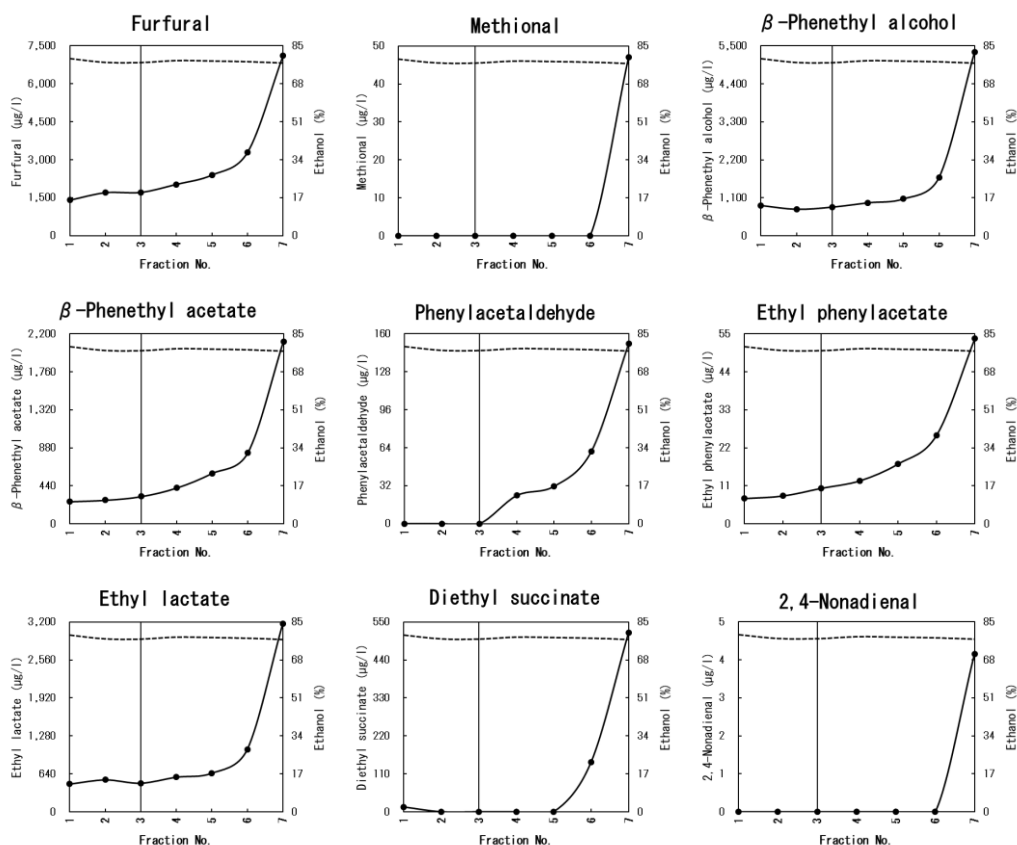 Furfural
7,500
6,000
4,500
3,000
1,500
0
Furfural (μg/l)
85
68
51
34
17
0
Ethanol (%)
1 2 3 4 5 6 7
Fraction No.
Methional
50
40
30
20
10
0
Methional (μg/l)
85
68
51
34
17
0
Ethanol (%)
1 2 3 4 5 6 7
Fraction No.
β-Phenethyl alcohol
5,500
4,400
3,300
2,200
1,100
0
β-Phenethyl alcohol (μg/l)
85
68
51
34
17
0
Ethanol (%)
1 2 3 4 5 6 7
Fraction No.
β-Phenethyl acetate
2,200
1,760
1,320
880
440
0
β-Phenethyl acetate (μg/l)
85
68
51
34
17
0
Ethanol (%)
1 2 3 4 5 6 7
Fraction No.
Phenylacetaldehyde
160
128
96
64
32
0
Phenylacetaldehyde (μg/l)
85
68
51
34
17
0
Ethanol (%)
1 2 3 4 5 6 7
Fraction No.
Ethyl phenylacetate
55
44
33
22
11
0
Ethyl phenylacetate (μg/l)
85
68
51
34
17
0
Ethanol (%)
1 2 3 4 5 6 7
Fraction No.
Ethyl lactate
3,200
2,560
1,920
1,280
640
0
Ethyl lactate (μg/l)
85
68
51
34
17
0
Ethanol (%)
1 2 3 4 5 6 7
Fraction No.
Diethyl succinate
550
440
330
220
110
0
Diethyl succinate (μg/l)
85
68
51
34
17
0
Ethanol (%)
1 2 3 4 5 6 7
Fraction No.
2,4-Nonadienal
5
4
3
2
1
0
2,4-Nonadienal (μg/l)
85
68
51
34
17
0
Ethanol (%)
1 2 3 4 5 6 7
Fraction No.